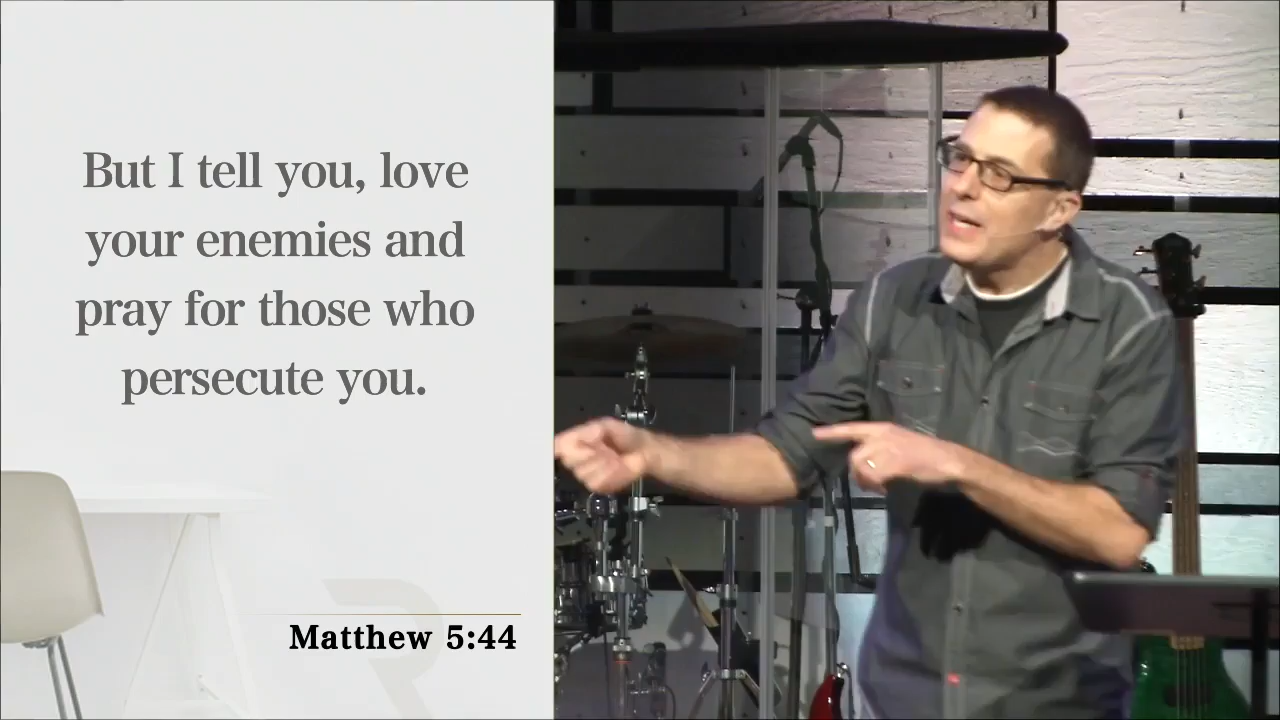 But I tell you, love
your enemies and
pray for those who
persecute you.
Matthew 5:44